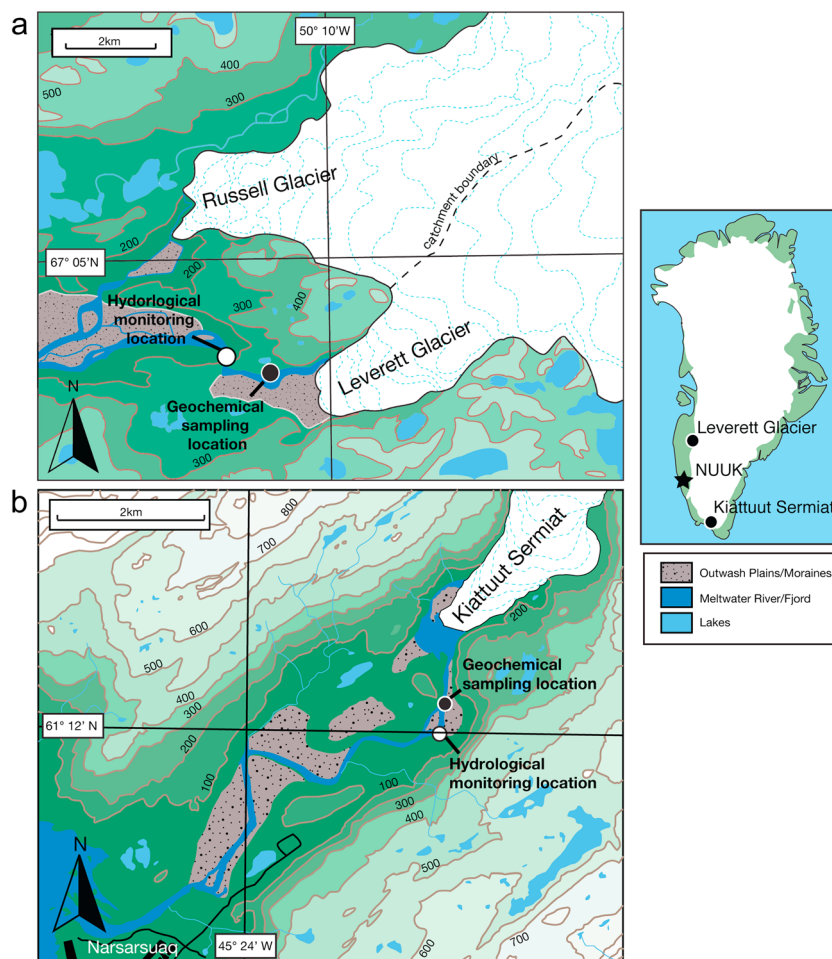 a
2km
50° 10'W
400
500
300
300
Russell Glacier
catchment boundary
200
67° 05'N
200
Hydorlogical
monitoring
location
300
400
Leverett Glacier
Geochemical
sampling
location
N
300
b
2km
800
700
600
500
400
300
200
100
Kiattuut Sermiat
200
Geochemical
sampling location
61° 12' N
Hydrological
monitoring location
100
300
400
500
600
700
N
Narsarsuaq
45° 24' W
Leverett Glacier
NUUK
Kiattuut Sermiat
Outwash Plains/Moraines
Meltwater River/Fjord
Lakes